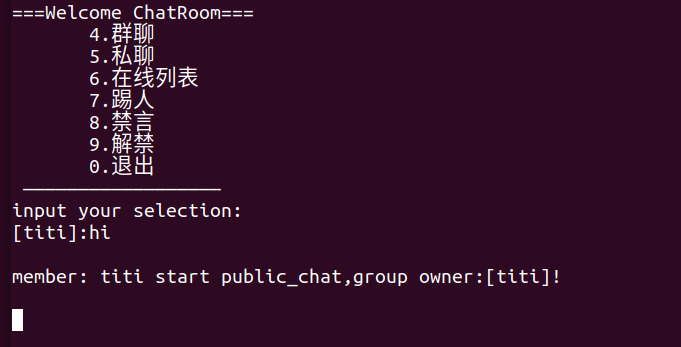 ===Welcome ChatRoom===
4.群聊
5.私聊
6.在线列表
7.踢人
8.禁言
9.解禁
0.退出
__________________
input your selection:
[titi]:hi
member: titi start public_chat,group owner:[titi]!